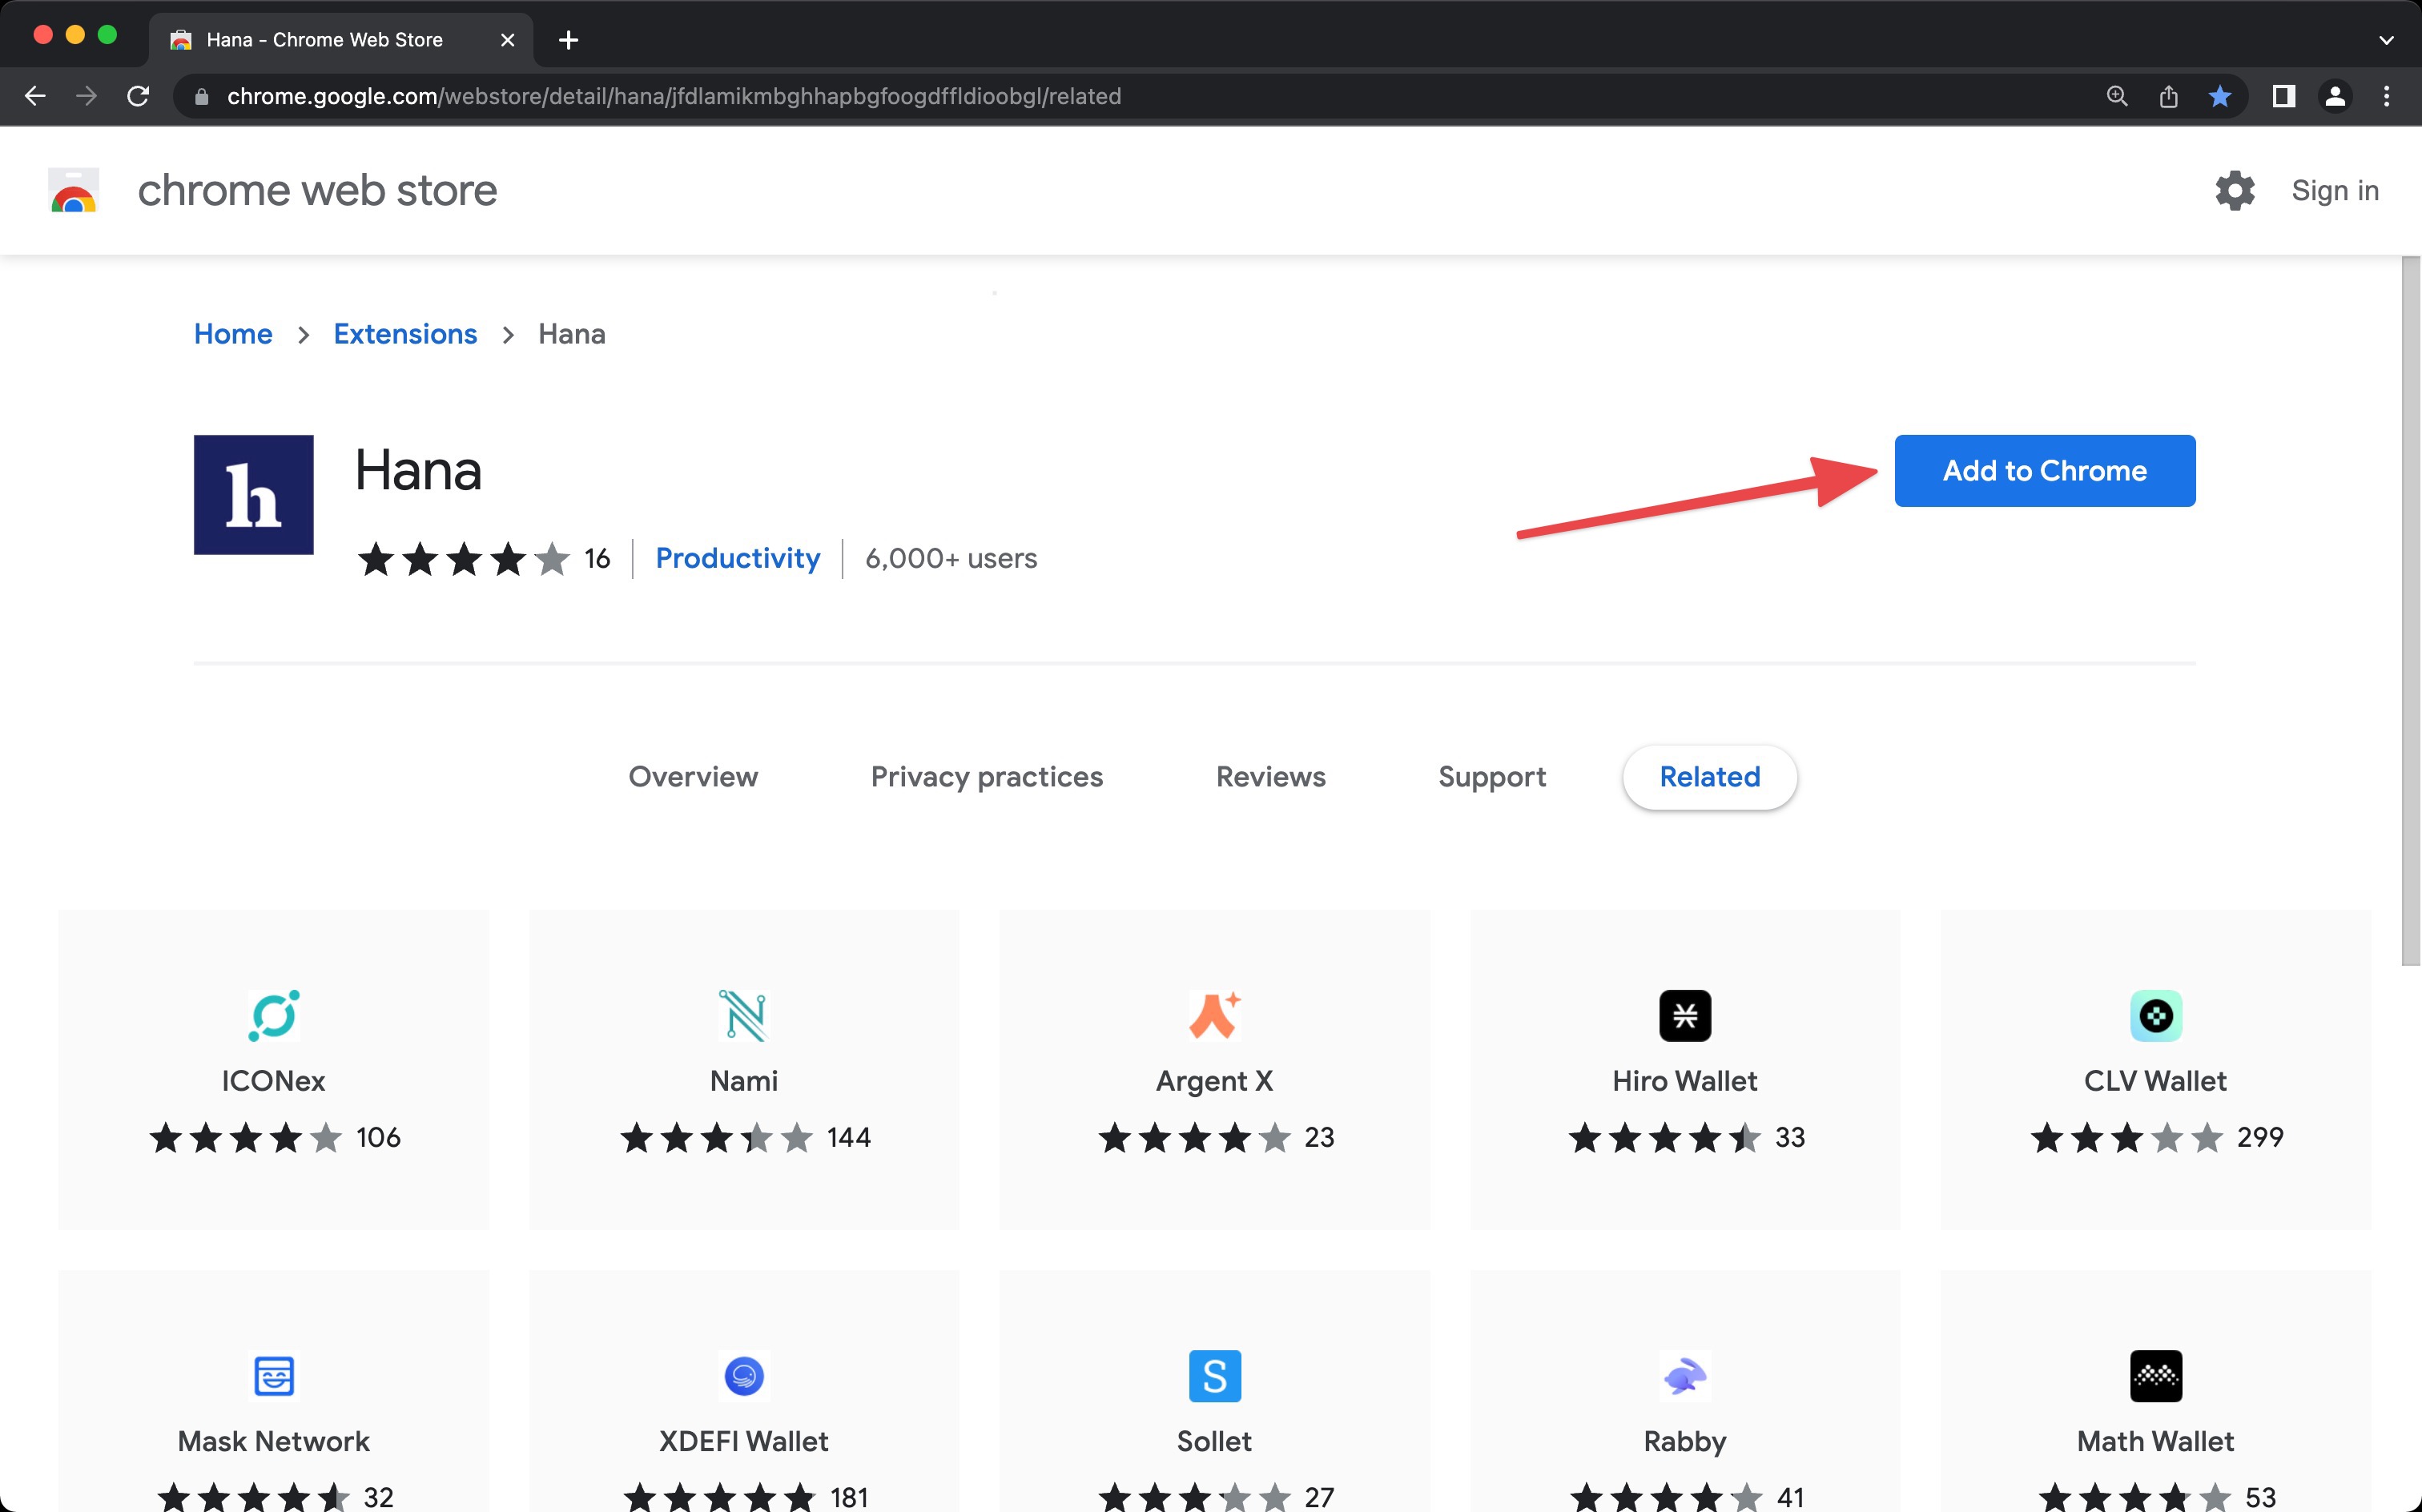 Hana - Chrome Web Store
chrome.google.com/webstore/detail/hana/jfdlamikmbghhapbgfoogdffldioobgl/related
chrome web store
Sign in
Home > Extensions > Hana
h
Hana
Add to Chrome
16 | Productivity | 6,000+ users
Overview Privacy practices Reviews Support Related
ICONex Nami Argent X Hiro Wallet CLV Wallet
106 144 23 33 299
S
Mask Network XDEFI Wallet Sollet Rabby Math Wallet
32 181 27 41 53